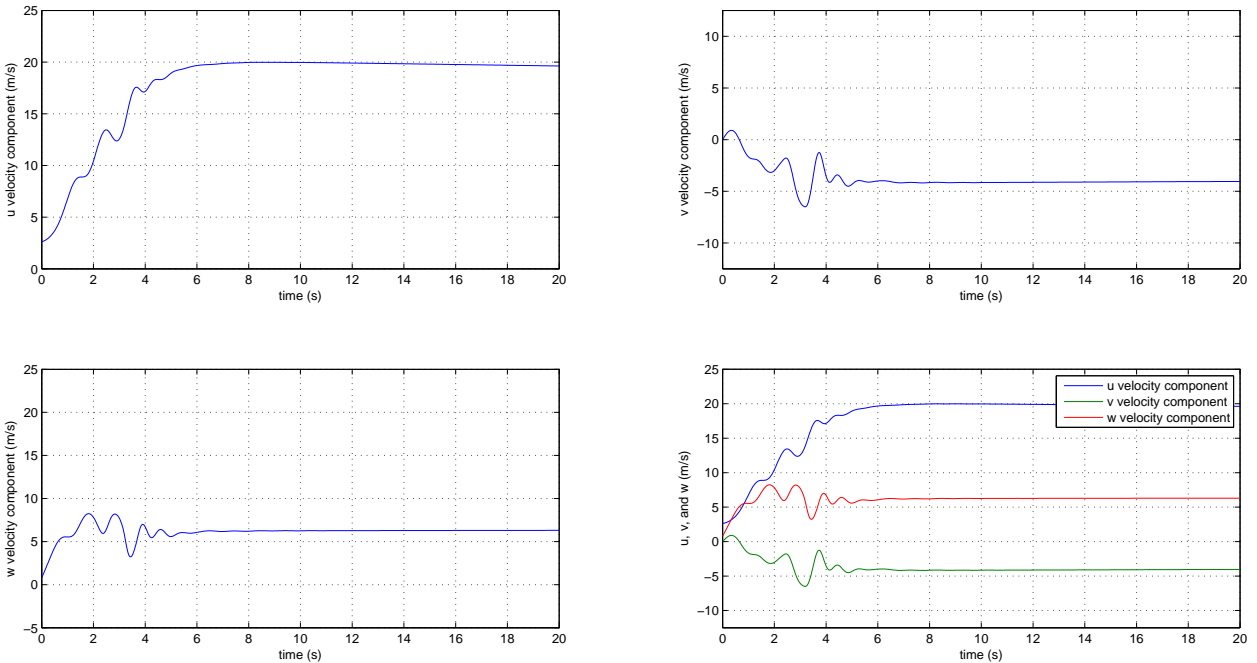 25
20
15
10
5
0
0 2 4 6 8 10 12 14 16 18 20
time (s)
u velocity component (m/s)
10
5
0
−5
−10
0 2 4 6 8 10 12 14 16 18 20
time (s)
v velocity component (m/s)
25
20
15
10
5
0
−5
0 2 4 6 8 10 12 14 16 18 20
time (s)
w velocity component (m/s)
25
20
15
10
5
0
−5
−10
0 2 4 6 8 10 12 14 16 18 20
time (s)
u, v, and w (m/s)
u velocity component
v velocity component
w velocity component